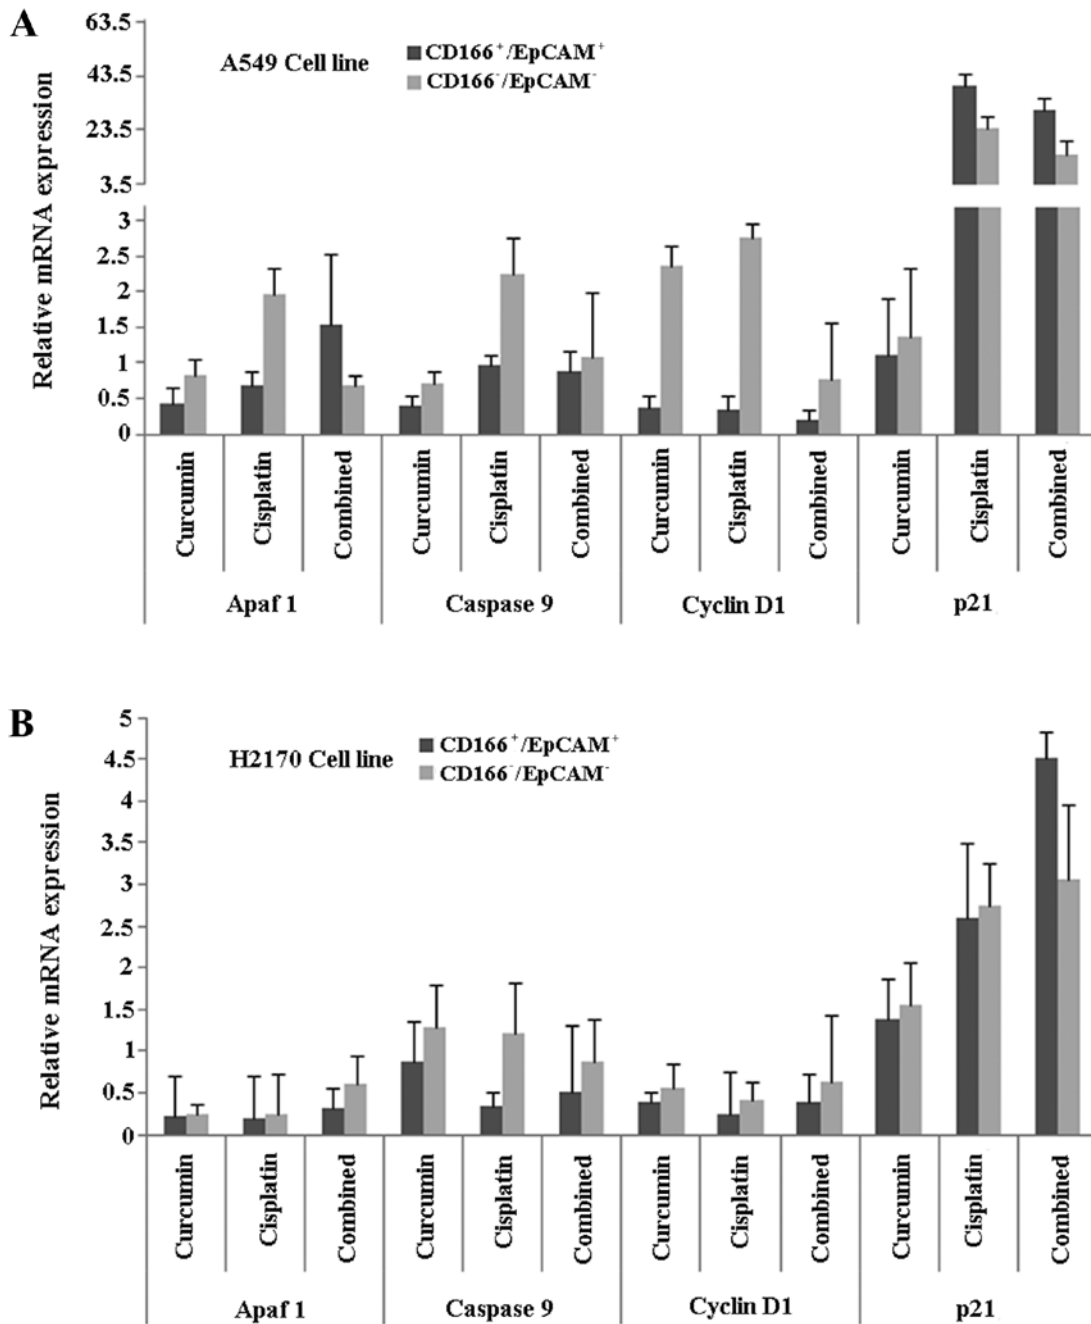 A
A549 Cell line
CD166+/EpCAM+
CD166-/EpCAM-
Relative mRNA expression
63.5
43.5
23.5
3.5
3
2.5
2
1.5
1
0.5
0
Curcumin
Cisplatin
Combined
Curcumin
Cisplatin
Combined
Curcumin
Cisplatin
Combined
Curcumin
Cisplatin
Combined
Apaf 1
Caspase 9
Cyclin D1
p21
B
H2170 Cell line
CD166+/EpCAM+
CD166-/EpCAM-
Relative mRNA expression
5
4.5
4
3.5
3
2.5
2
1.5
1
0.5
0
Curcumin
Cisplatin
Combined
Curcumin
Cisplatin
Combined
Curcumin
Cisplatin
Combined
Curcumin
Cisplatin
Combined
Apaf 1
Caspase 9
Cyclin D1
p21